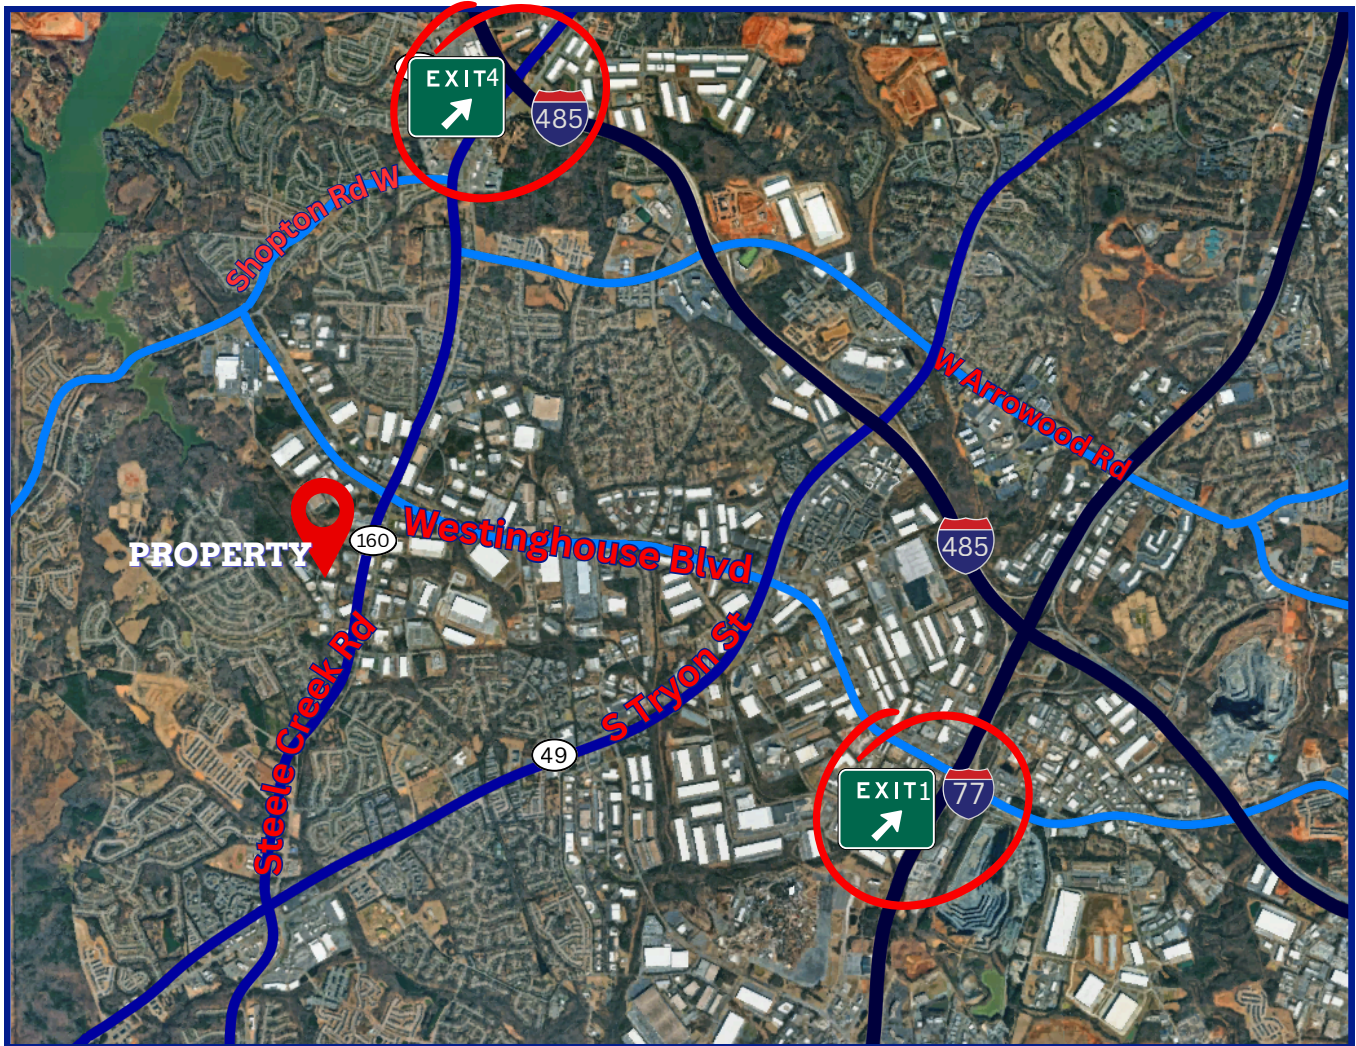 EXIT4
485
Shopton Rd W
W Arrowood Rd
Westinghouse Blvd
160
PROPERTY
485
Steele Creek Rd
S Tryon St
49
EXIT1
77